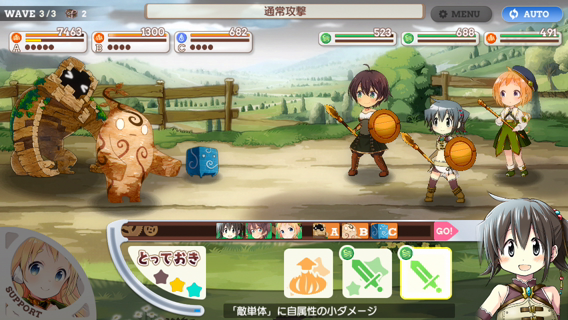 WAVE 3/3 2
通常攻撃
MENU
AUTO
7463
1300
682
523
688
491
A
B
C
A B C GO!
とっておき
SUPPORT
「敵単体」に自属性の小ダメージ